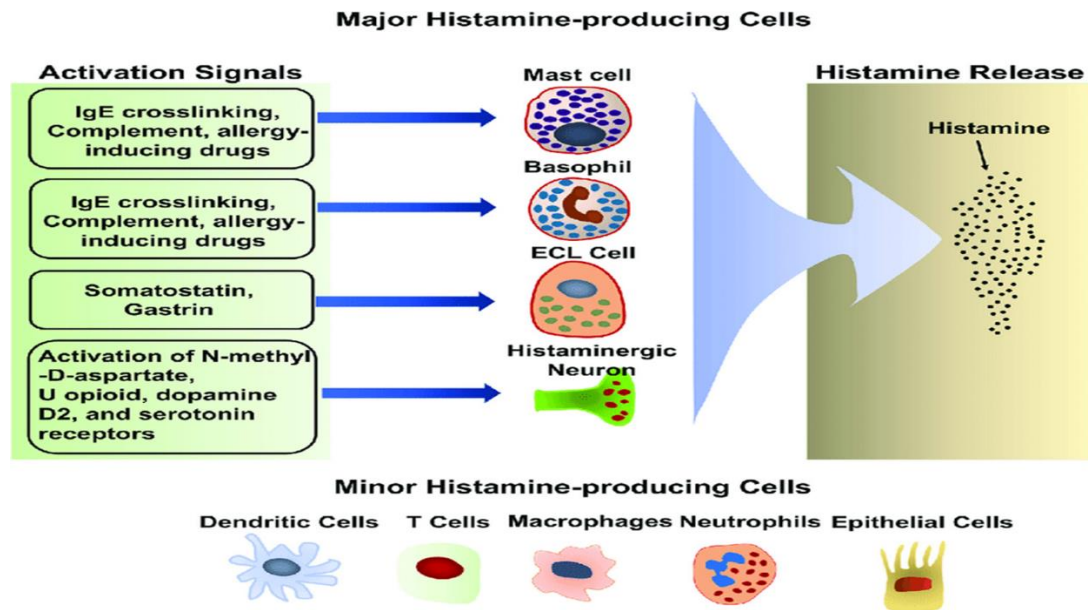 Major Histamine-producing Cells
Activation Signals
IgE crosslinking,
Complement, allergy-
inducing drugs
IgE crosslinking,
Complement, allergy-
inducing drugs
Somatostatin,
Gastrin
Activation of N-methyl
-D-aspartate,
U opioid, dopamine
D2, and serotonin
receptors
Mast cell
Basophil
ECL Cell
Histaminergic
Neuron
Histamine Release
Histamine
Minor Histamine-producing Cells
Dendritic Cells
T Cells
Macrophages
Neutrophils
Epithelial Cells